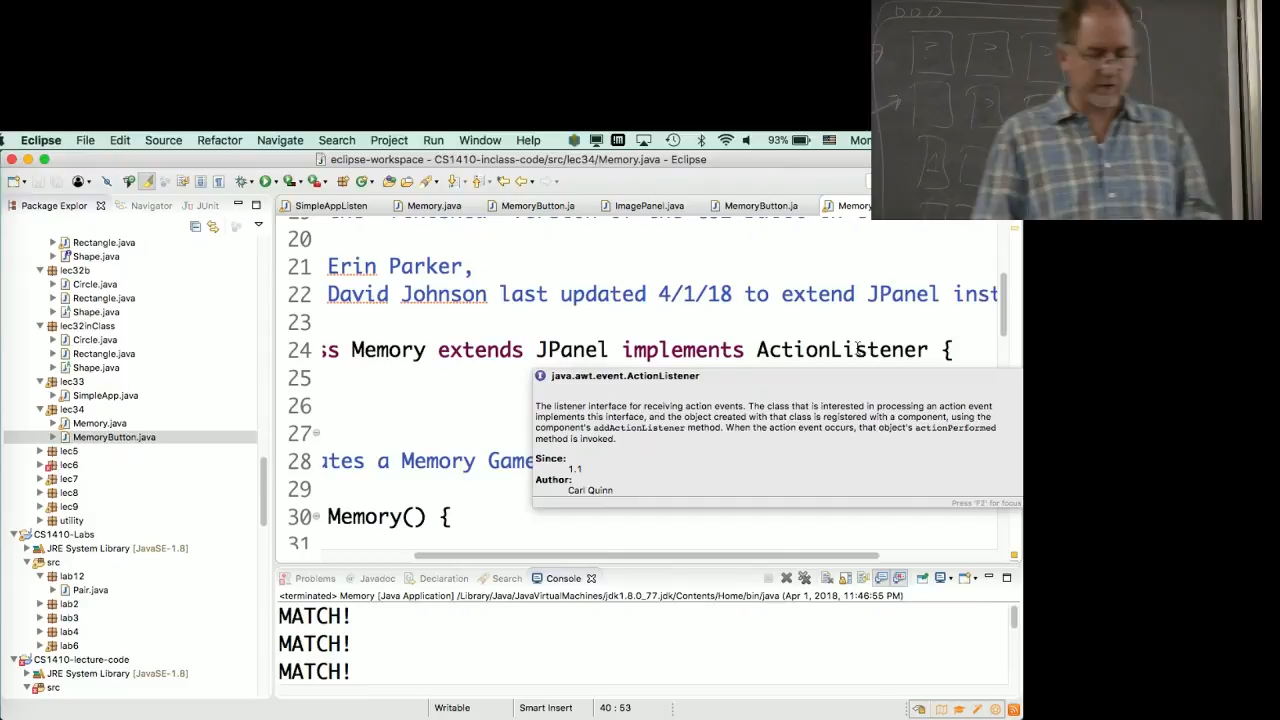 Eclipse File Edit Source Refactor Navigate Search Project Run Window Help 93% Mon
eclipse-workspace - CS1410-inclass-code/src/lec34/Memory.java - Eclipse
Package Explor Navigator JUnit
SimpleAppListen Memory.java MemoryButton.ja ImagePanel.java MemoryButton.ja Memory
Rectangle.java
Shape.java
lec32b
Circle.java
Rectangle.java
Shape.java
lec32inClass
Circle.java
Rectangle.java
Shape.java
lec33
SimpleApp.java
lec34
Memory.java
MemoryButton.java
lec5
lec6
lec7
lec8
lec9
utility
CS1410-Labs
JRE System Library [JavaSE-1.8]
src
lab12
Pair.java
lab2
lab3
lab4
lab6
CS1410-lecture-code
JRE System Library [JavaSE-1.8]
src
20
21 Erin Parker,
22 David Johnson last updated 4/1/18 to extend JPanel inst
23
24 ss Memory extends JPanel implements ActionListener {
25
26
27
28 ates a Memory Game
29
30 Memory() {
31
java.awt.event.ActionListener
The listener interface for receiving action events. The class that is interested in processing an action event
implements this interface, and the object created with that class is registered with a component, using the
component's addActionListener method. When the action event occurs, that object's actionPerformed
method is invoked.
Since:
1.1
Author:
Carl Quinn
Press 'F2' for focus
Problems Javadoc Declaration Search Console
<terminated> Memory [Java Application] /Library/Java/JavaVirtualMachines/jdk1.8.0_77.jdk/Contents/Home/bin/java (Apr 1, 2018, 11:46:55 PM)
MATCH!
MATCH!
MATCH!
Writable Smart Insert 40 : 53